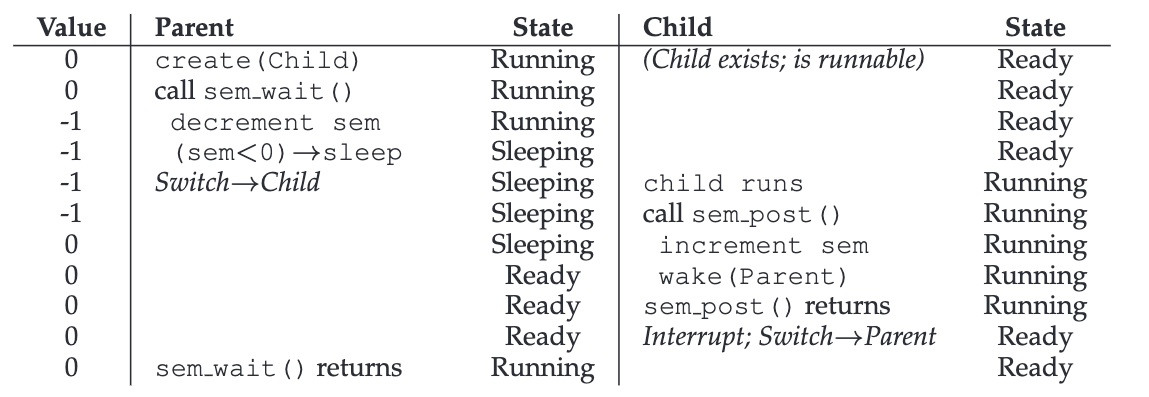 Value Parent State Child State
0 create(Child) Running (Child exists; is runnable) Ready
0 call sem_wait() Running Ready
-1 decrement sem Running Ready
-1 (sem<0)→sleep Sleeping Ready
-1 Switch→Child Sleeping child runs Running
-1 Sleeping call sem_post() Running
0 Sleeping increment sem Running
0 Ready wake(Parent) Running
0 Ready sem_post() returns Running
0 Ready Interrupt; Switch→Parent Ready
0 sem_wait() returns Running Ready